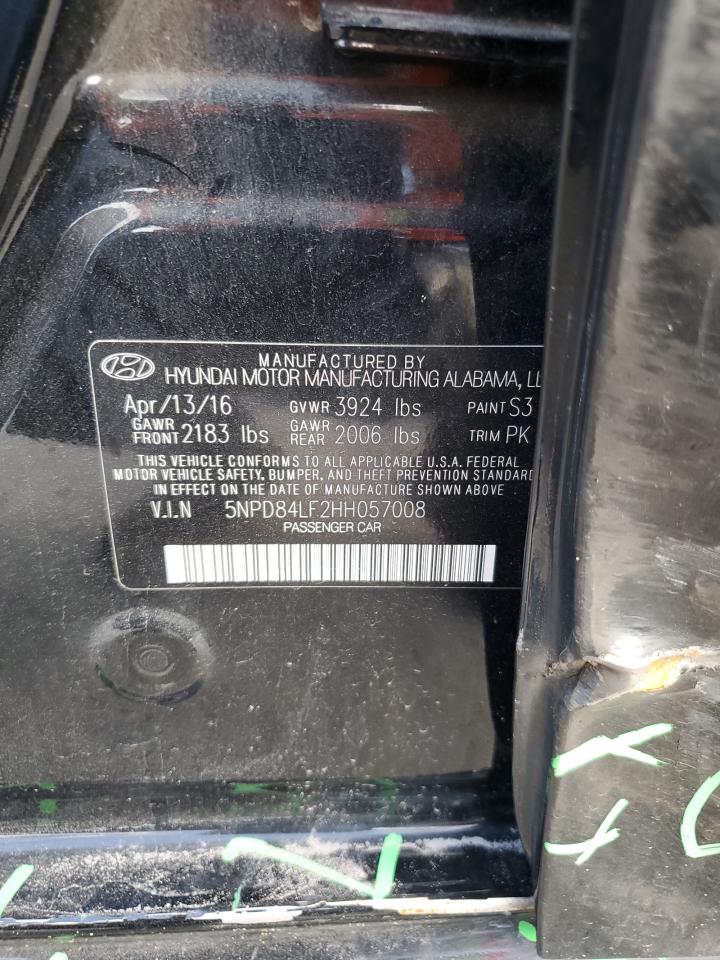 MANUFACTURED BY
HYUNDAI MOTOR MANUFACTURING ALABAMA,
Apr/13/16 GVWR 3924 lbs PAINT S3
GAWR FRONT 2183 lbs GAWR REAR 2006 lbs TRIM PK
THIS VEHICLE CONFORMS TO ALL APPLICABLE U.S.A. FEDERAL
MOTOR VEHICLE SAFETY, BUMPER, AND THEFT PREVENTION STANDARD
IN EFFECT ON THE DATE OF MANUFACTURE SHOWN ABOVE
V.I.N 5NPD84LF2HH057008
PASSENGER CAR